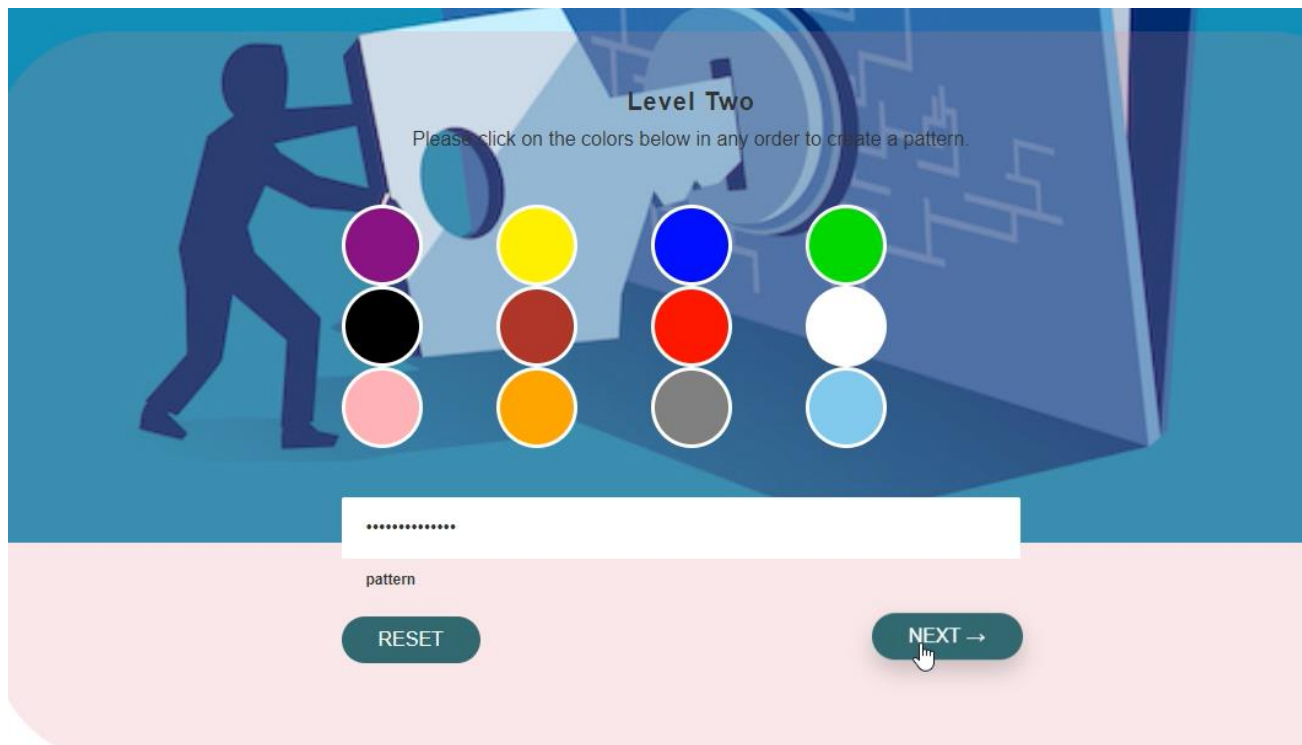 Level Two
Please click on the colors below in any order to create a pattern.
••••••••••••••
pattern
RESET
NEXT →